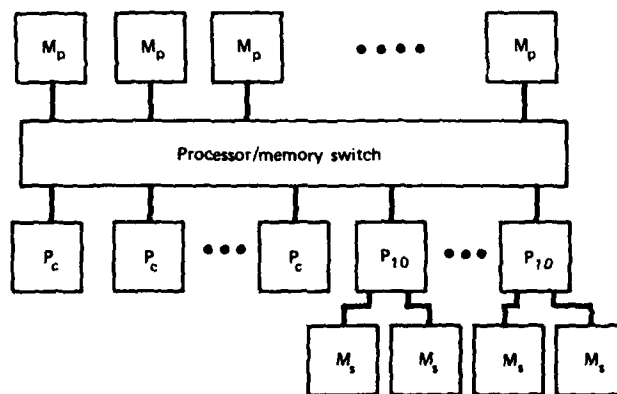 Mp Mp Mp •••• Mp
Processor/memory switch
Pc Pc ••• Pc P10 ••• P10
Ms Ms Ms Ms